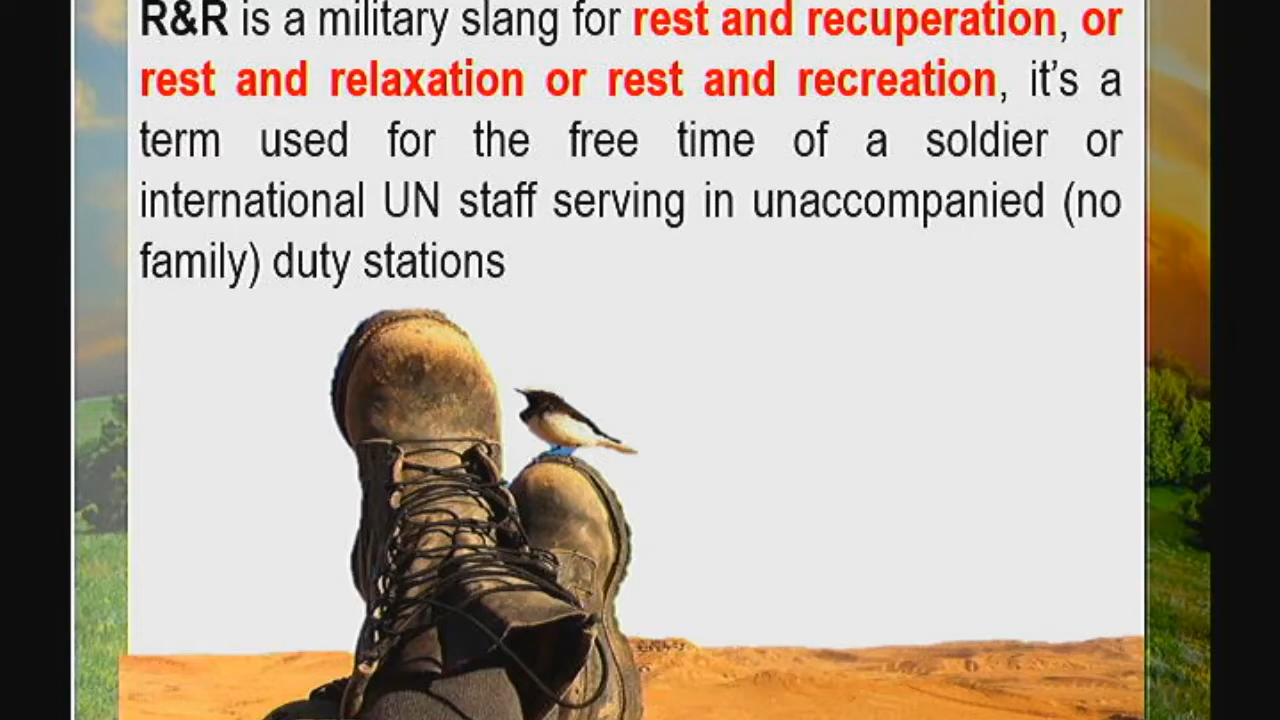 R&R is a military slang for rest and recuperation, or
rest and relaxation or rest and recreation, it’s a
term used for the free time of a soldier or
international UN staff serving in unaccompanied (no
family) duty stations